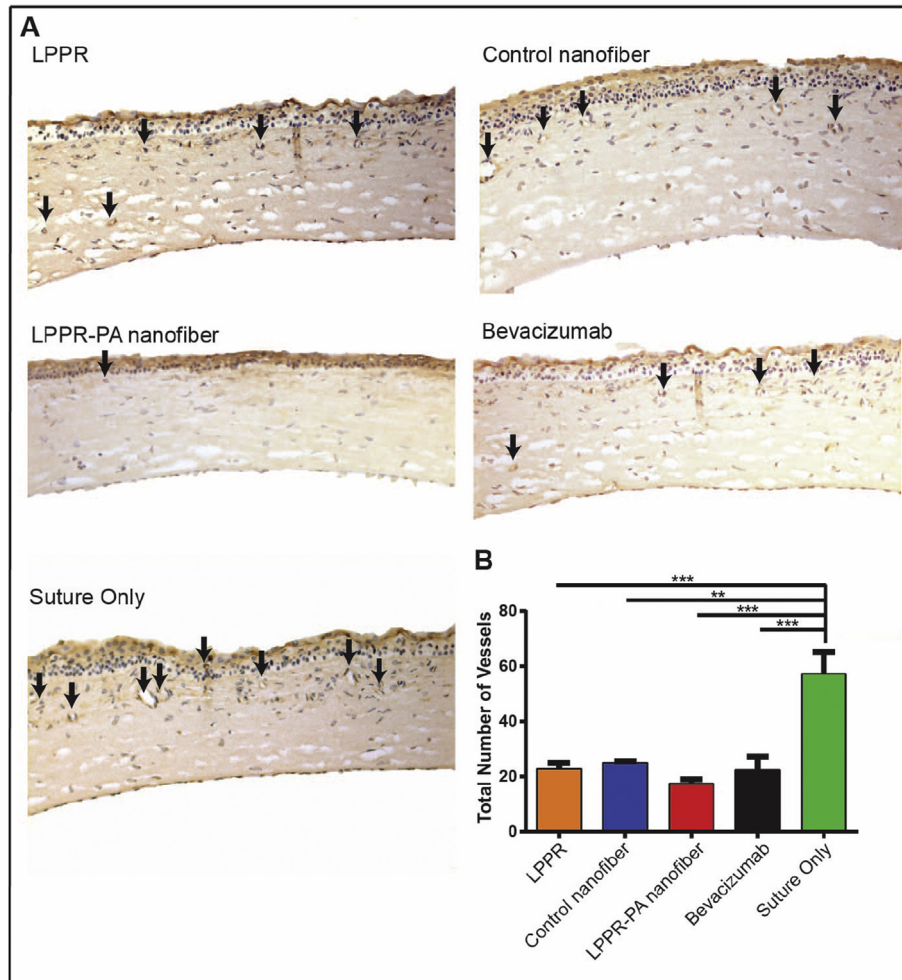 A
LPPR
Control nanofiber
LPPR-PA nanofiber
Bevacizumab
Suture Only
B
***
**
***
***
Total Number of Vessels
80
60
40
20
0
LPPR
Control nanofiber
LPPR-PA nanofiber
Bevacizumab
Suture Only